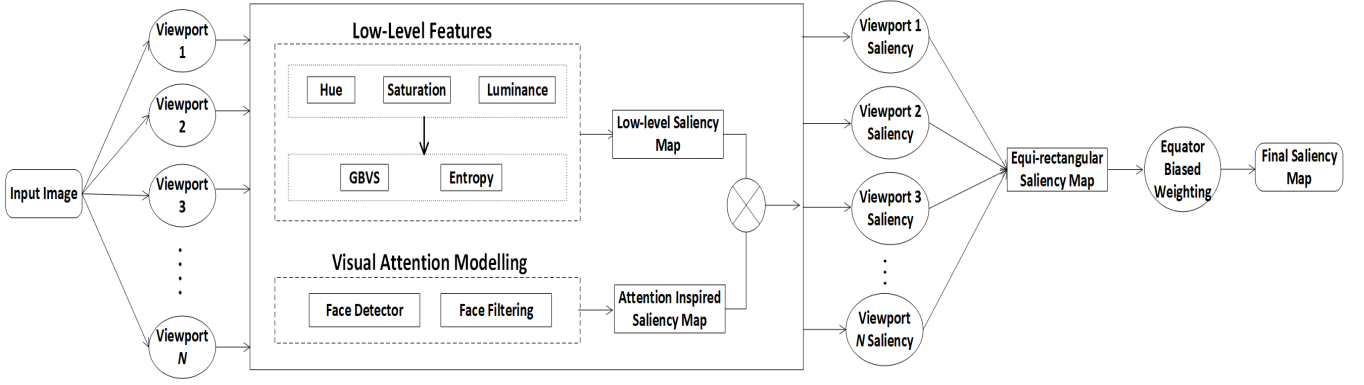 Input Image
Viewport
1
Viewport
2
Viewport
3
Viewport
N
Low-Level Features
Hue
Saturation
Luminance
GBVS
Entropy
Visual Attention Modelling
Face Detector
Face Filtering
Low-level Saliency
Map
Attention Inspired
Saliency Map
Viewport 1
Saliency
Viewport 2
Saliency
Viewport 3
Saliency
Viewport
N Saliency
Equi-rectangular
Saliency Map
Equator
Biased
Weighting
Final Saliency
Map